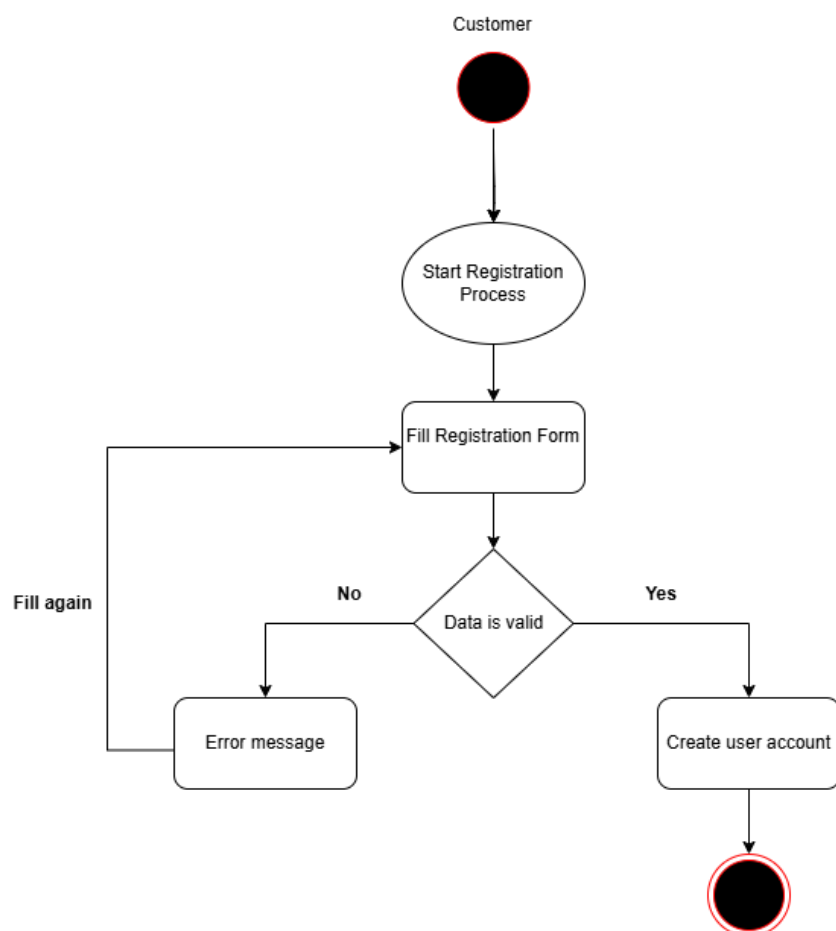 Customer
Start Registration
Process
Fill Registration Form
No
Yes
Fill again
Data is valid
Error message
Create user account